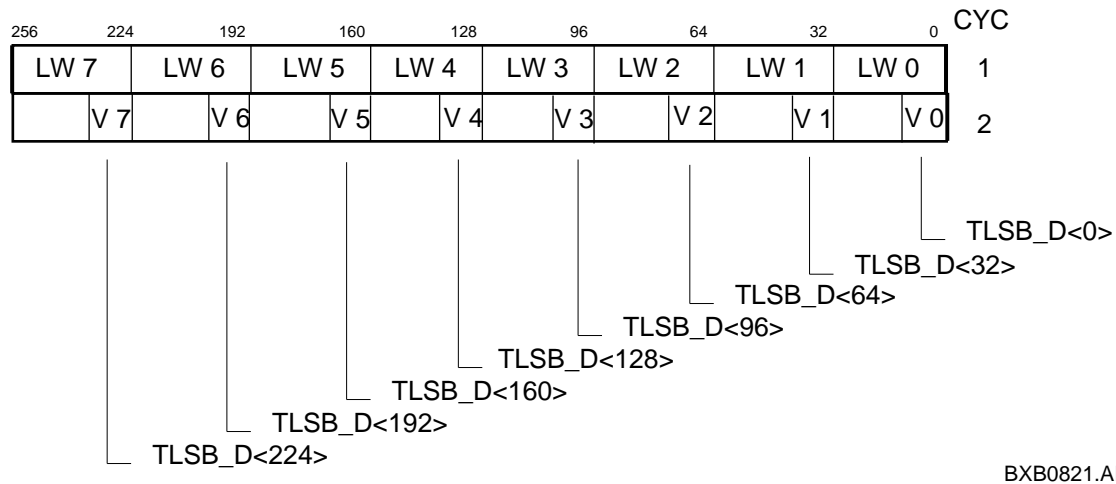 256 224 192 160 128 96 64 32 0 CYC
LW 7 LW 6 LW 5 LW 4 LW 3 LW 2 LW 1 LW 0 1
V 7 V 6 V 5 V 4 V 3 V 2 V 1 V 0 2
TLSB_D<0>
TLSB_D<32>
TLSB_D<64>
TLSB_D<96>
TLSB_D<128>
TLSB_D<160>
TLSB_D<192>
TLSB_D<224>
BXB0821.A